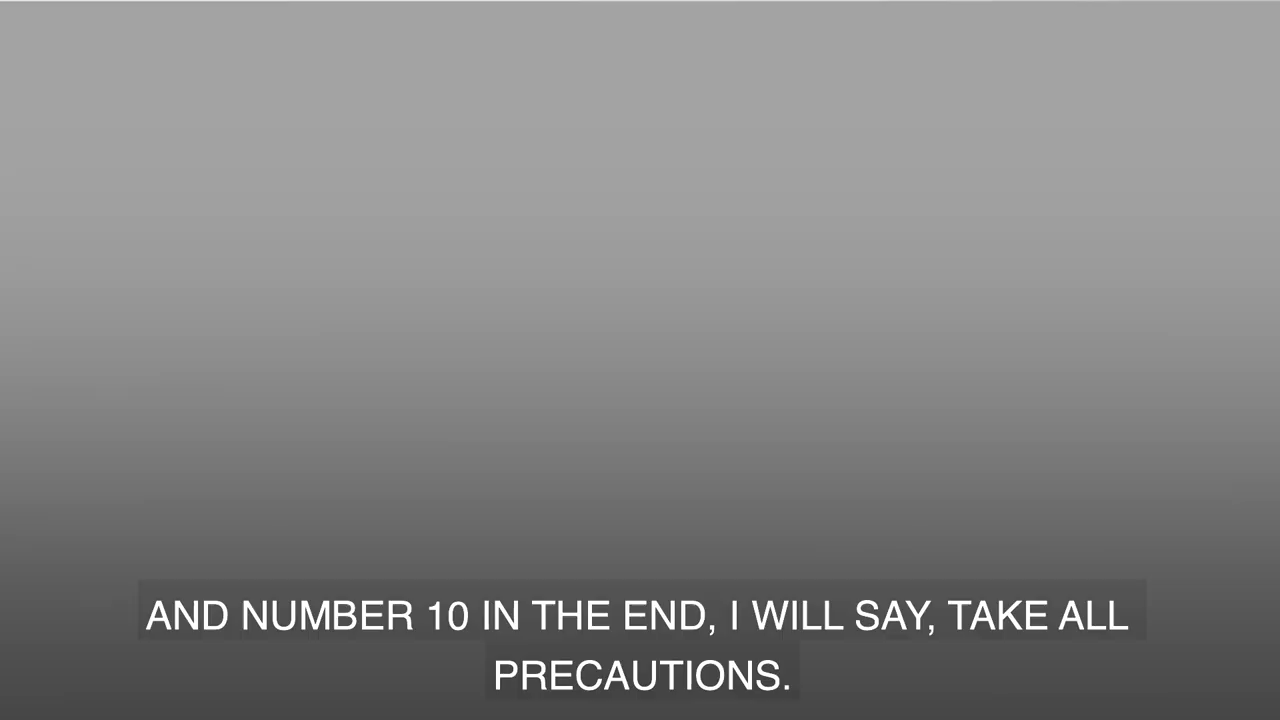 AND NUMBER 10 IN THE END, I WILL SAY, TAKE ALL
PRECAUTIONS.